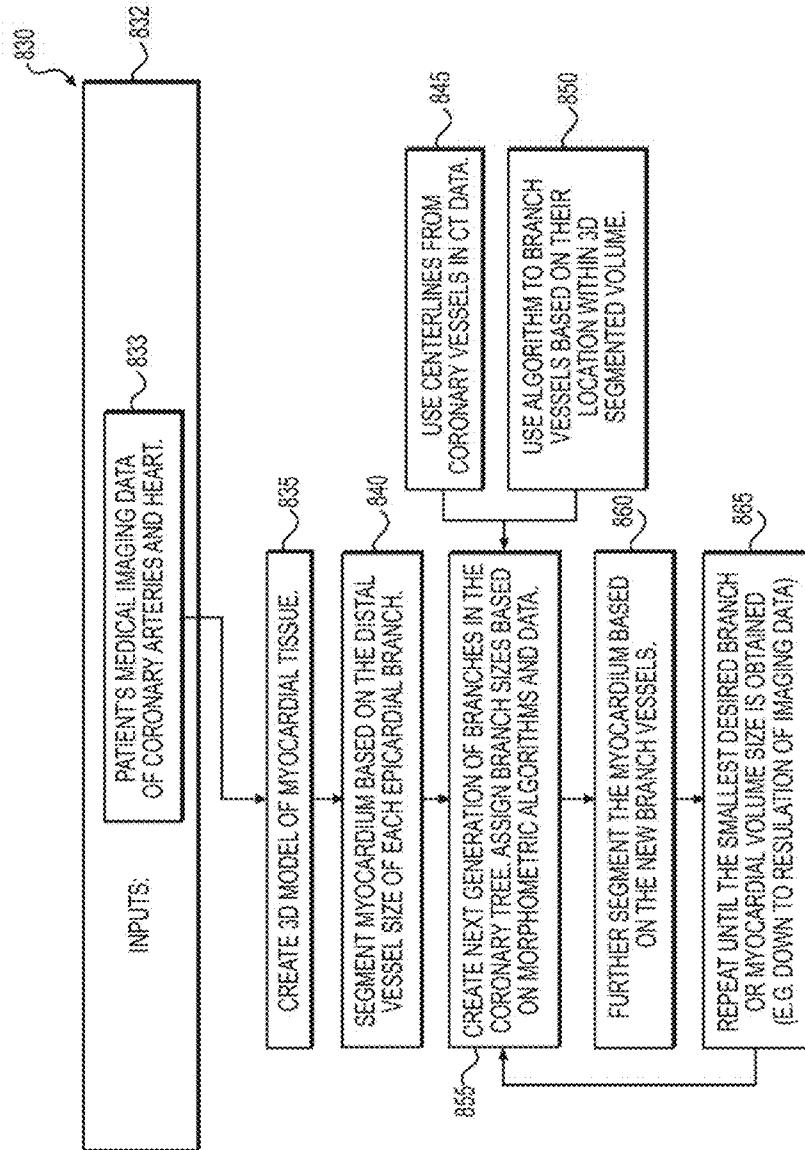 830
832
INPUTS:
833
PATIENT'S MEDICAL IMAGING DATA
OF CORONARY ARTERIES AND HEART.
835
CREATE 3D MODEL OF MYOCARDIAL TISSUE.
840
SEGMENT MYOCARDIUM BASED ON THE DISTAL
VESSEL SIZE OF EACH EPICARDIAL BRANCH.
845
USE CENTERLINES FROM
CORONARY VESSELS IN CT DATA.
850
USE ALGORITHM TO BRANCH
VESSELS BASED ON THEIR
LOCATION WITHIN 3D
SEGMENTED VOLUME.
855
CREATE NEXT GENERATION OF BRANCHES IN THE
CORONARY TREE. ASSIGN BRANCH SIZES BASED
ON MORPHOMETRIC ALGORITHMS AND DATA.
860
FURTHER SEGMENT THE MYOCARDIUM BASED
ON THE NEW BRANCH VESSELS.
865
REPEAT UNTIL THE SMALLEST DESIRED BRANCH
OR MYOCARDIAL VOLUME SIZE IS OBTAINED
(E.G. DOWN TO RESULATION OF IMAGING DATA)